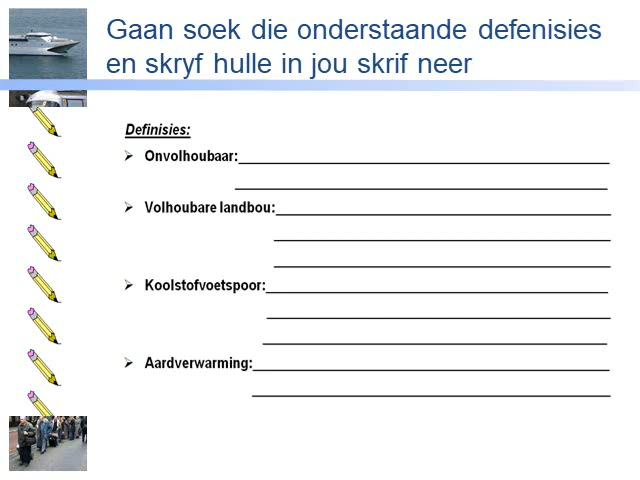 Gaan soek die onderstaande defenisies
en skryf hulle in jou skrif neer
Definisies:
Onvolhoubaar:
Volhoubare landbou:
Koolstofvoetspoor:
Aardverwarming: